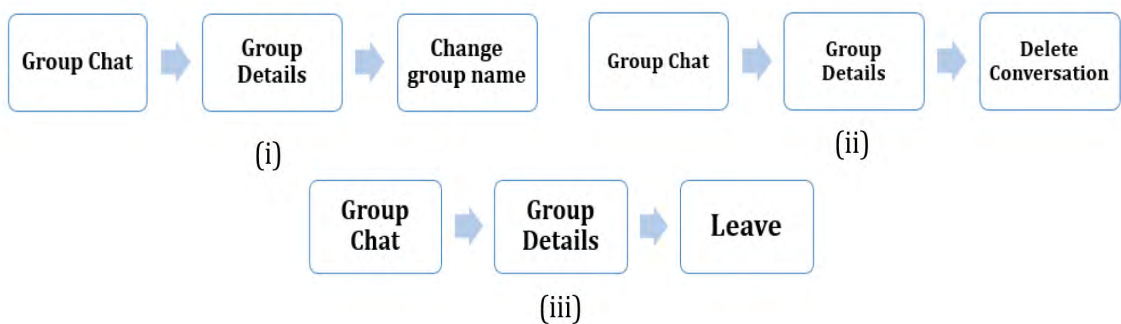 Group Chat
Group
Details
Change
group name
(i)
Group Chat
Group
Details
Delete
Conversation
(ii)
Group
Chat
Group
Details
Leave
(iii)